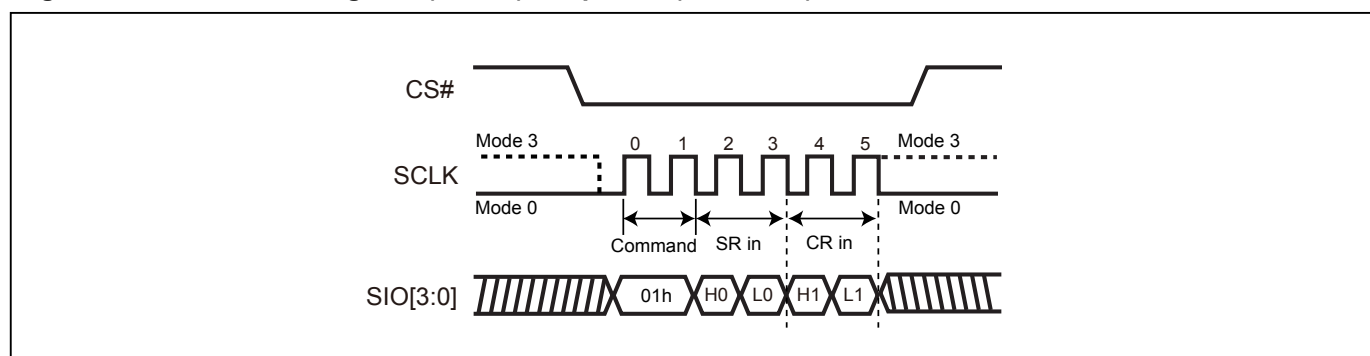 CS#
Mode 3 0 1 2 3 4 5 Mode 3
SCLK
Mode 0 Mode 0
Command SR in CR in
SIO[3:0] 01h H0 L0 H1 L1